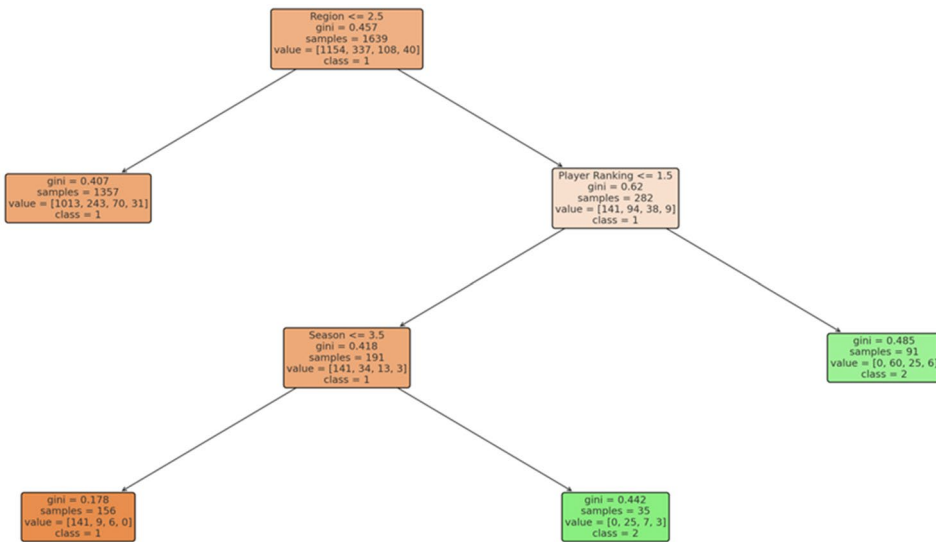 Region <= 2.5
gini = 0.457
samples = 1639
value = [1154, 337, 108, 40]
class = 1
gini = 0.407
samples = 1357
value = [1013, 243, 70, 31]
class = 1
Player Ranking <= 1.5
gini = 0.62
samples = 282
value = [141, 94, 38, 9]
class = 1
Season <= 3.5
gini = 0.418
samples = 191
value = [141, 34, 13, 3]
class = 1
gini = 0.485
samples = 91
value = [0, 60, 25, 6]
class = 2
gini = 0.178
samples = 156
value = [141, 9, 6, 0]
class = 1
gini = 0.442
samples = 35
value = [0, 25, 7, 3]
class = 2